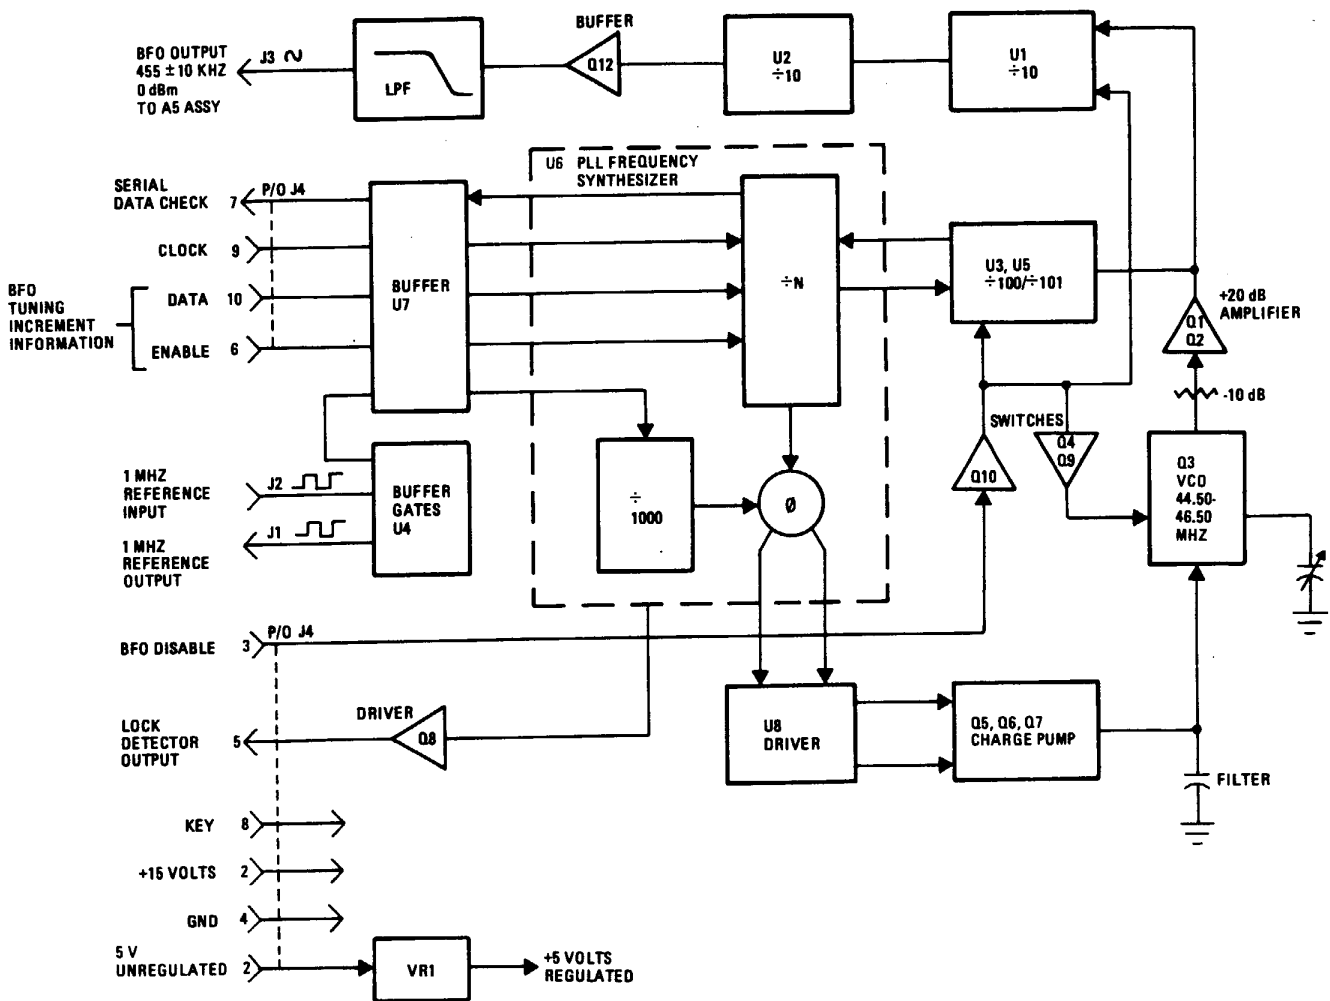 BUFFER
BFO OUTPUT
455 ± 10 KHZ
0 dBm
TO A5 ASSY
J3
LPF
Q12
U2
÷10
U1
÷10
U6 PLL FREQUENCY
SYNTHESIZER
SERIAL
DATA CHECK
7
P/O J4
CLOCK
9
BFO
TUNING
INCREMENT
INFORMATION
DATA
10
ENABLE
6
BUFFER
U7
÷N
U3, U5
÷100/÷101
+20 dB
AMPLIFIER
Q1
Q2
-10 dB
SWITCHES
Q4
Q9
Q10
Q3
VCO
44.50-
46.50
MHZ
1 MHZ
REFERENCE
INPUT
J2
BUFFER
GATES
U4
J1
1 MHZ
REFERENCE
OUTPUT
÷
1000
Ø
BFO DISABLE
3
P/O J4
LOCK
DETECTOR
OUTPUT
5
DRIVER
Q8
U8
DRIVER
Q5, Q6, Q7
CHARGE PUMP
FILTER
KEY
8
+15 VOLTS
2
GND
4
5 V
UNREGULATED
2
VR1
+5 VOLTS
REGULATED